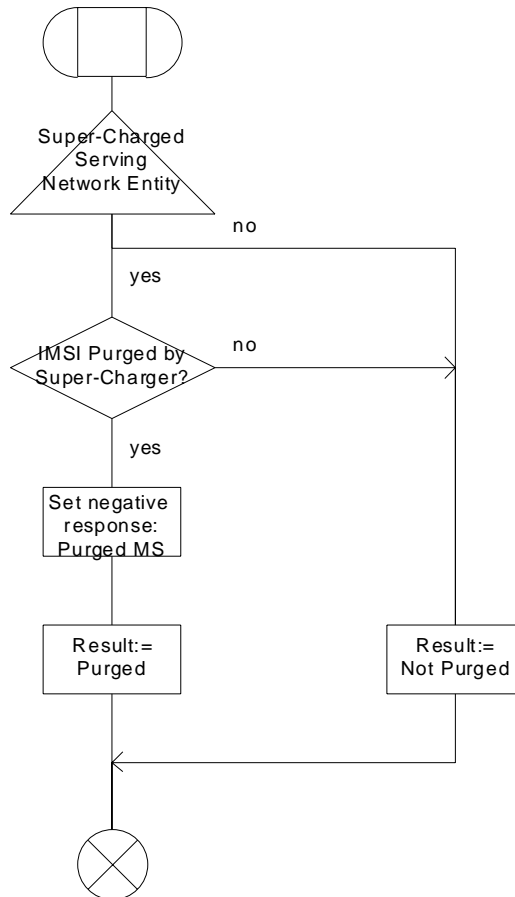 Super-Charged
Serving
Network Entity
no
yes
IMSI Purged by
Super-Charger?
no
yes
Set negative
response:
Purged MS
Result:=
Purged
Result:=
Not Purged